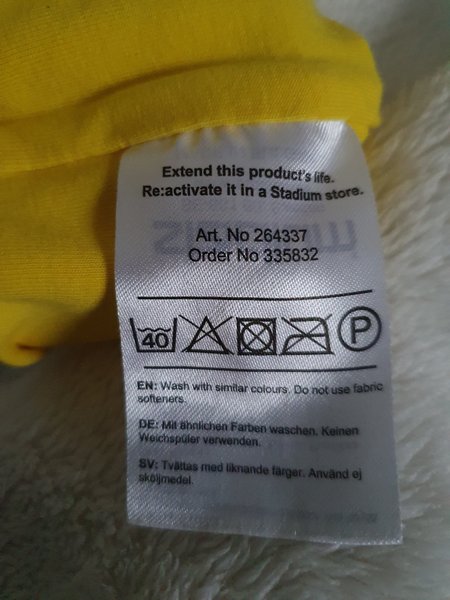 Extend this product's life.
Re:activate it in a Stadium store.
Art. No 264337
Order No 335832
40
P
EN: Wash with similar colours. Do not use fabric
softeners.
DE: Mit ähnlichen Farben waschen. Keinen
Weichspüler verwenden.
SV: Tvättas med liknande färger. Använd ej
sköljmedel.